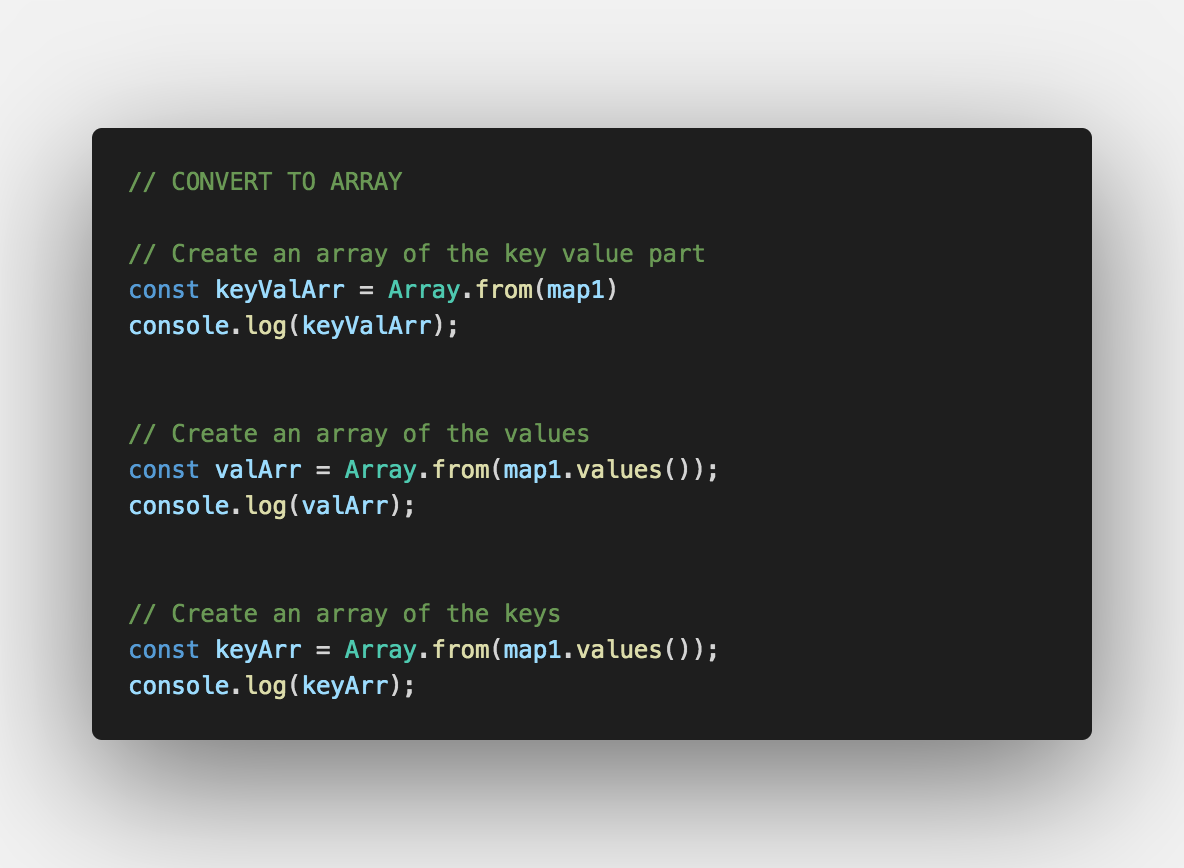 // CONVERT TO ARRAY
// Create an array of the key value part
const keyValArr = Array.from(map1)
console.log(keyValArr);
// Create an array of the values
const valArr = Array.from(map1.values());
console.log(valArr);
// Create an array of the keys
const keyArr = Array.from(map1.values());
console.log(keyArr);